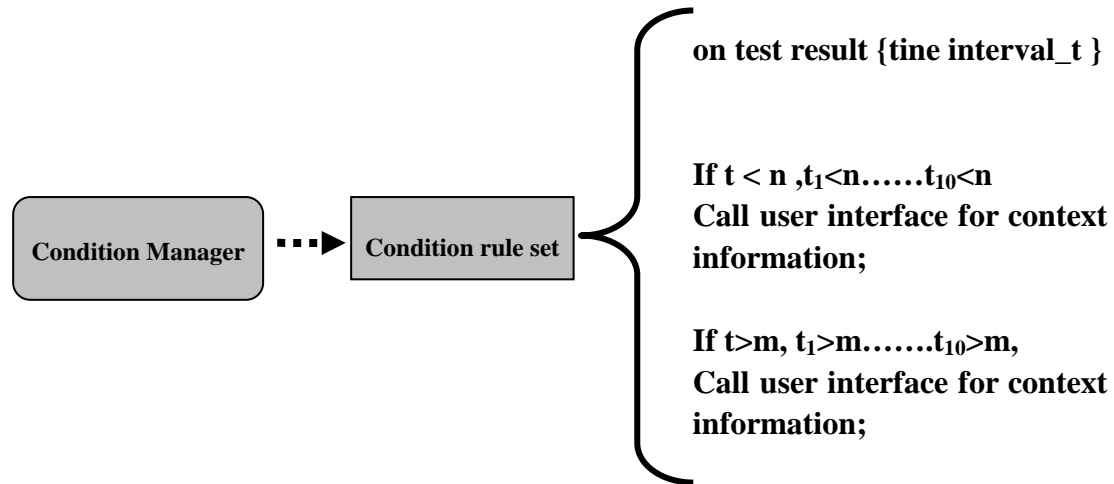 Condition Manager
Condition rule set
on test result {tine interval_t }
If t < n ,t₁<n……t₁₀<n
Call user interface for context
information;
If t>m, t₁>m…….t₁₀>m,
Call user interface for context
information;